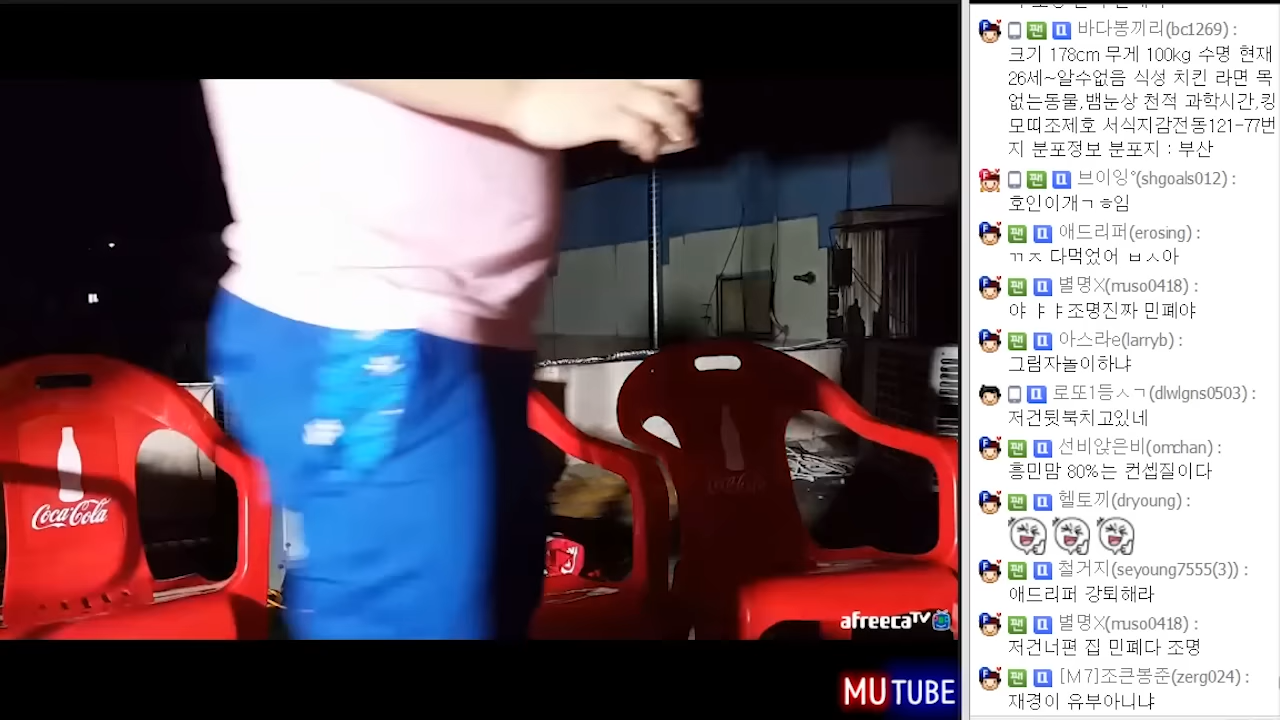 바다봉끼리(bc1269) :
크기 178cm 무게 100kg 수명 현재
26세~알수없음 식성 치킨 라면 목
없는동물,뱀눈상 천적 과학시간,킹
모띠조제호 서식지감전동121-77번
지 분포정보 분포지 : 부산
브이잉°(shgoals012) :
호인이개ㄱㅎ임
애드리퍼(erosing) :
ㄲㅈ 다먹었어 ㅂㅅ아
별명X(muso0418) :
야 ㅑㅑ조명진짜 민폐야
아스라e(larryb) :
그림자놀이하냐
로또1등ㅅㄱ(dlwlgns0503) :
저건뒷북치고있네
선비앉은비(omchan) :
흥민맘 80%는 컨셉질이다
헬토끼(dryoung) :
철거지(seyoung7555(3)) :
애드리퍼 강퇴해라
별명X(muso0418) :
저건너편 집 민폐다 조명
[M7]조큰봉준(zerg024) :
재경이 유부아니냐
Coca-Cola
Coca-Cola
afreecaTV
MUTUBE